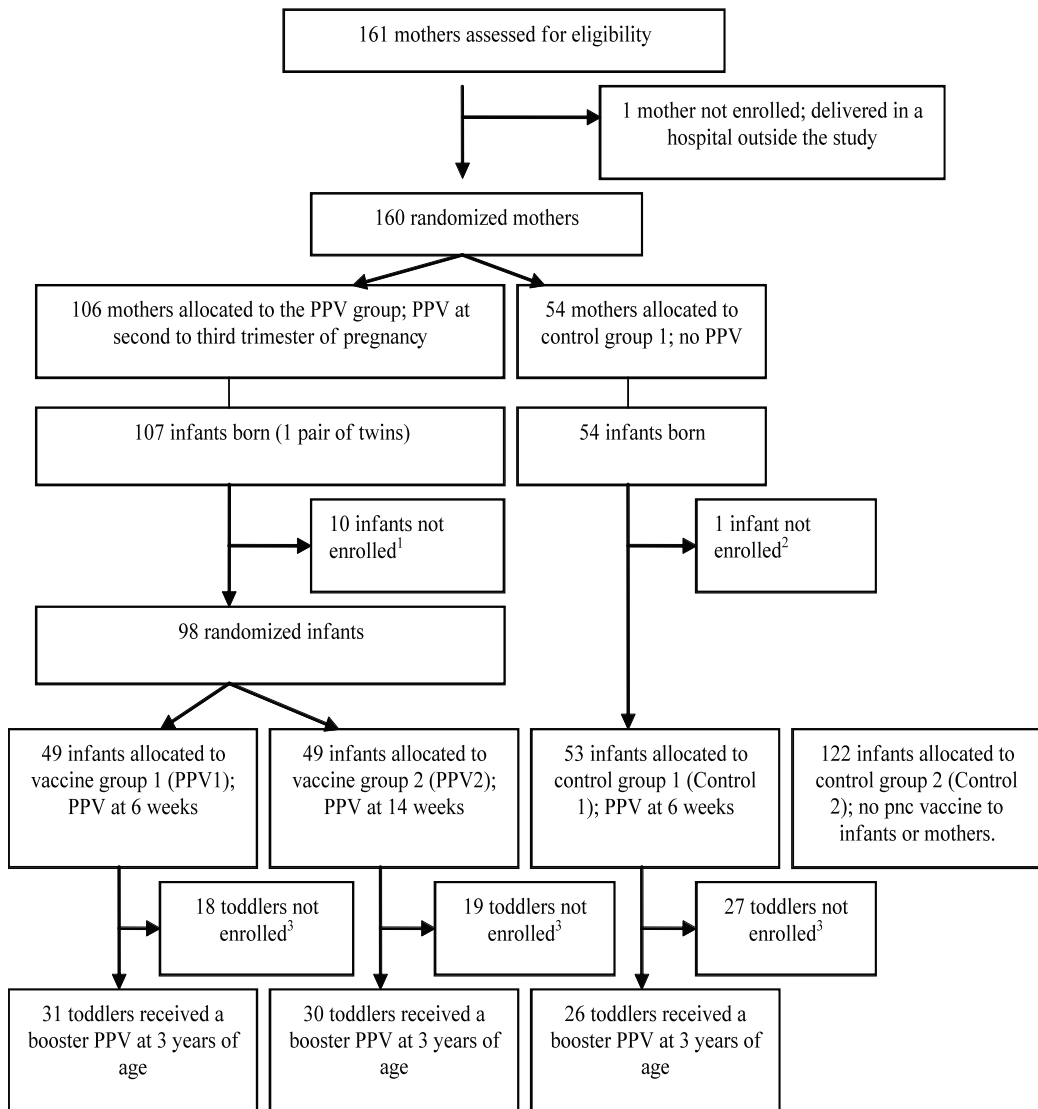 161 mothers assessed for eligibility
1 mother not enrolled; delivered in a
hospital outside the study
160 randomized mothers
106 mothers allocated to the PPV group; PPV at
second to third trimester of pregnancy
54 mothers allocated to
control group 1; no PPV
107 infants born (1 pair of twins)
54 infants born
10 infants not
enrolled1
1 infant not
enrolled2
98 randomized infants
49 infants allocated to
vaccine group 1 (PPV1);
PPV at 6 weeks
49 infants allocated to
vaccine group 2 (PPV2);
PPV at 14 weeks
53 infants allocated to
control group 1 (Control
1); PPV at 6 weeks
122 infants allocated to
control group 2 (Control
2); no pnc vaccine to
infants or mothers.
18 toddlers not
enrolled3
19 toddlers not
enrolled3
27 toddlers not
enrolled3
31 toddlers received a
booster PPV at 3 years of
age
30 toddlers received a
booster PPV at 3 years of
age
26 toddlers received a
booster PPV at 3 years of
age